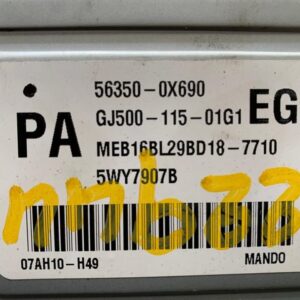 56350-0X690
PA GJ500-115-01G1 EG
MEB16BL29BD18-7710
5WY7907B
07AH10-H49 MANDO